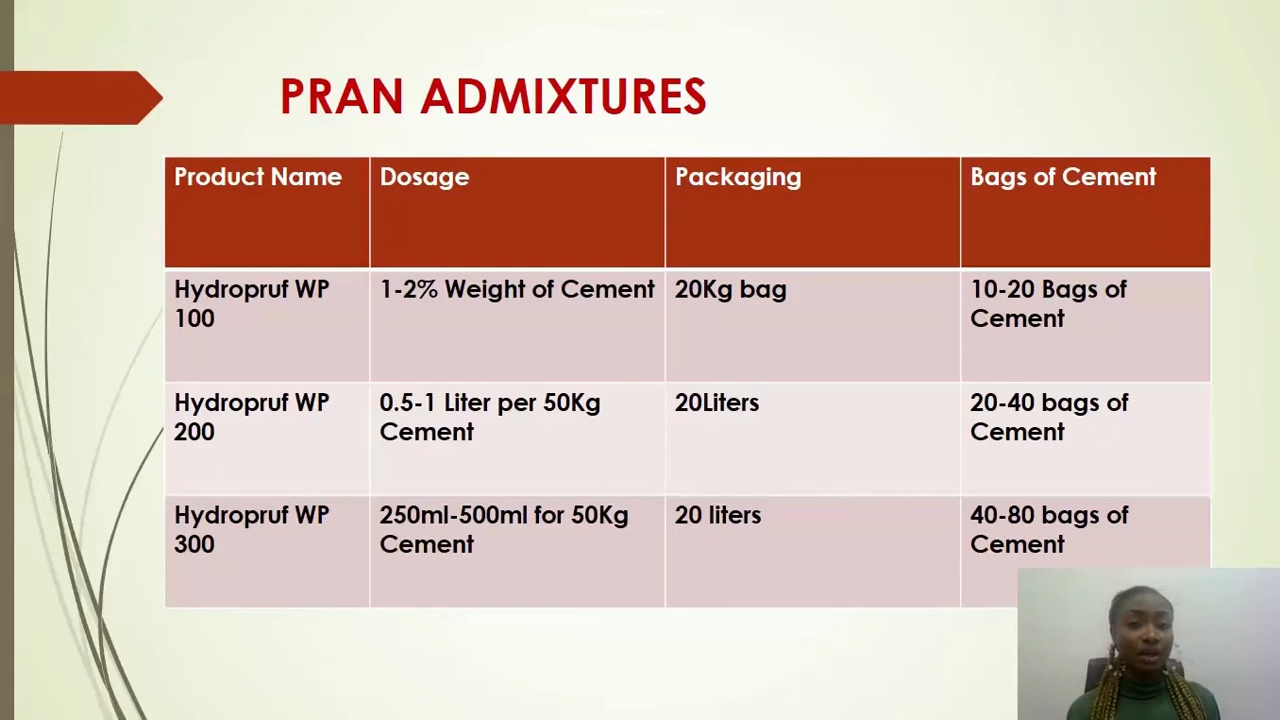 PRAN ADMIXTURES
Product Name
Dosage
Packaging
Bags of Cement
Hydropruf WP
100
1-2% Weight of Cement
20Kg bag
10-20 Bags of
Cement
Hydropruf WP
200
0.5-1 Liter per 50Kg
Cement
20Liters
20-40 bags of
Cement
Hydropruf WP
300
250ml-500ml for 50Kg
Cement
20 liters
40-80 bags of
Cement